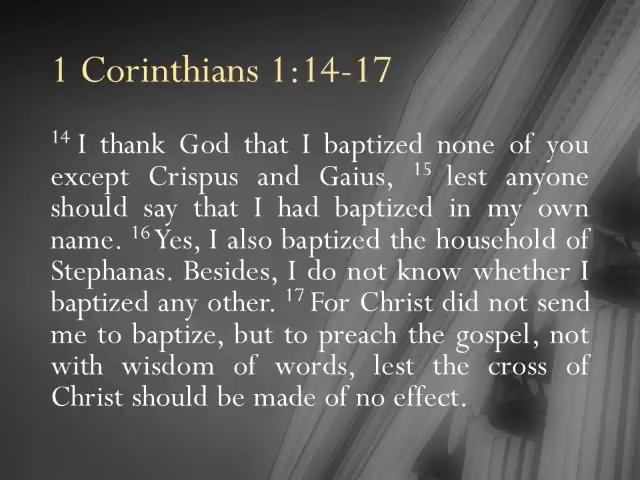 1 Corinthians 1:14-17
14 I thank God that I baptized none of you
except Crispus and Gaius, 15 lest anyone
should say that I had baptized in my own
name. 16 Yes, I also baptized the household of
Stephanas. Besides, I do not know whether I
baptized any other. 17 For Christ did not send
me to baptize, but to preach the gospel, not
with wisdom of words, lest the cross of
Christ should be made of no effect.